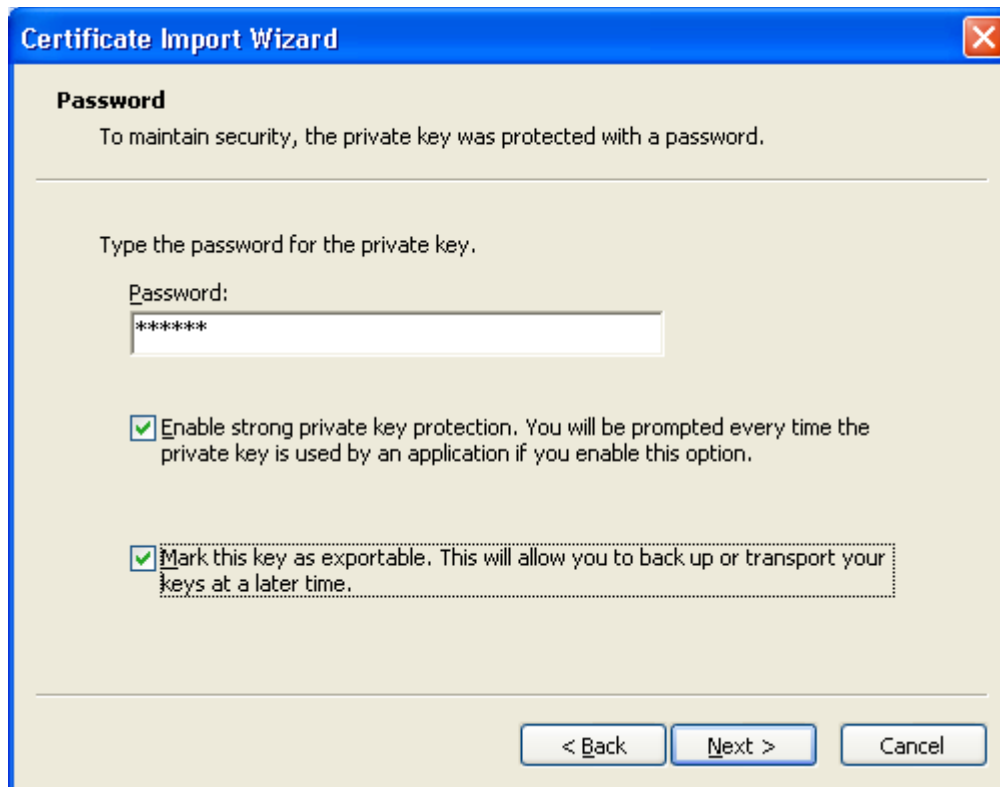 Certificate Import Wizard
Password
To maintain security, the private key was protected with a password.
Type the password for the private key.
Password:
******
Enable strong private key protection. You will be prompted every time the
private key is used by an application if you enable this option.
Mark this key as exportable. This will allow you to back up or transport your
keys at a later time.
< Back Next > Cancel